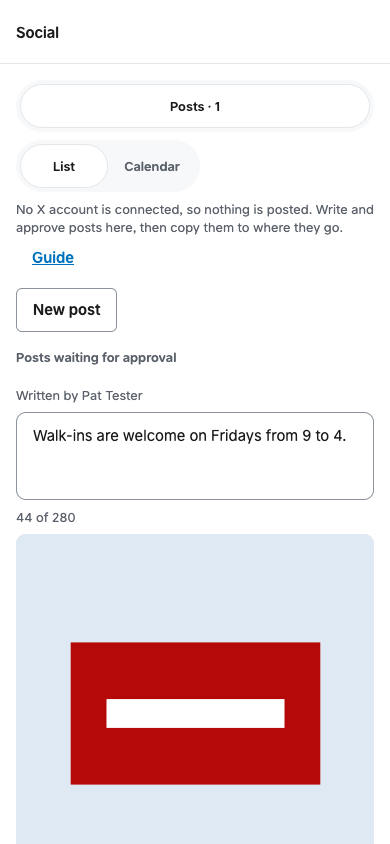 Social
Posts · 1
List
Calendar
No X account is connected, so nothing is posted. Write and
approve posts here, then copy them to where they go.
Guide
New post
Posts waiting for approval
Written by Pat Tester
Walk-ins are welcome on Fridays from 9 to 4.
44 of 280